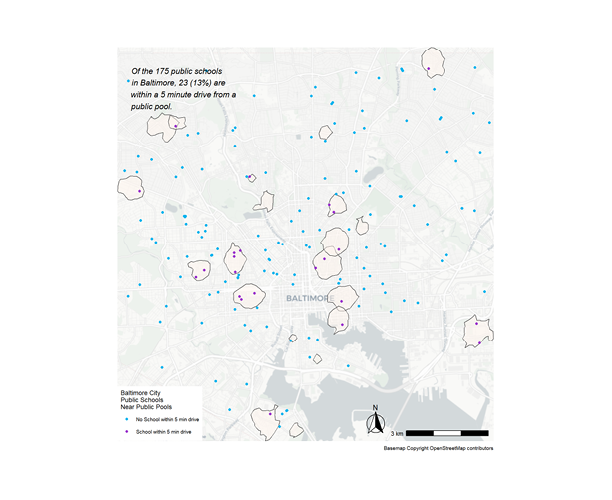 Of the 175 public schools
in Baltimore, 23 (13%) are
within a 5 minute drive from a
public pool.
BALTIMORE
Baltimore City
Public Schools
Near Public Pools
No School within 5 min drive
School within 5 min drive
N
3 km
Basemap Copyright OpenStreetMap contributors